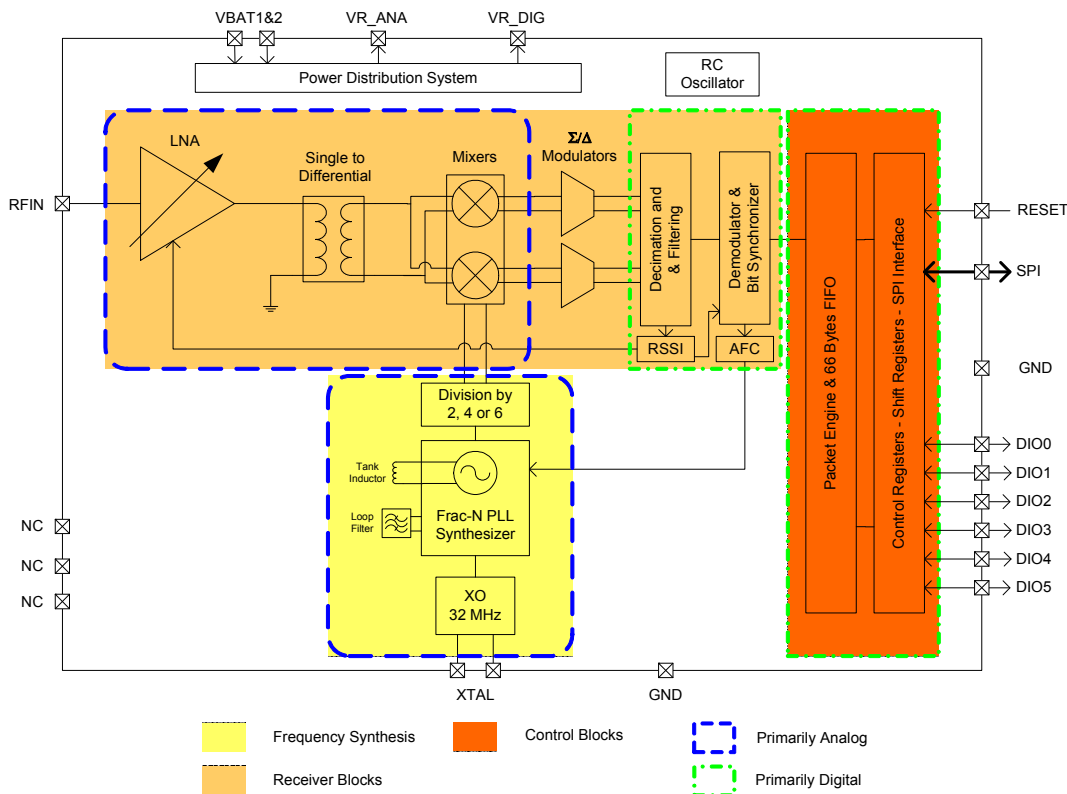 VBAT1&2
VR_ANA
VR_DIG
Power Distribution System
RC
Oscillator
LNA
Single to
Differential
Mixers
Σ/Δ
Modulators
RFIN
Decimation and
& Filtering
Demodulator &
Bit Synchronizer
RSSI
AFC
Packet Engine & 66 Bytes FIFO
Control Registers - Shift Registers - SPI Interface
RESET
SPI
GND
Division by
2, 4 or 6
Tank
Inductor
Loop
Filter
Frac-N PLL
Synthesizer
XO
32 MHz
NC
NC
NC
DIO0
DIO1
DIO2
DIO3
DIO4
DIO5
XTAL
GND
Frequency Synthesis
Control Blocks
Primarily Analog
Receiver Blocks
Primarily Digital